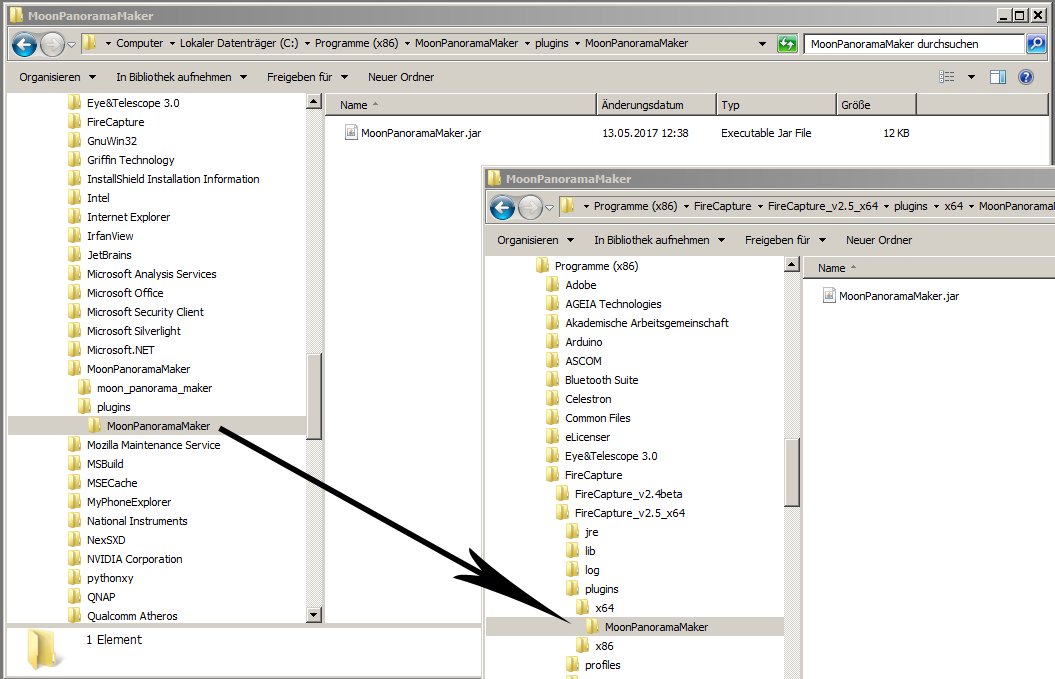 MoonPanoramaMaker
Computer Lokaler Datenträger (C:) Programme (x86) MoonPanoramaMaker plugins MoonPanoramaMaker
MoonPanoramaMaker durchsuchen
Organisieren In Bibliothek aufnehmen Freigeben für Neuer Ordner
Eye&Telescope 3.0
FireCapture
GnuWin32
Griffin Technology
InstallShield Installation Information
Intel
Internet Explorer
IrfanView
JetBrains
Microsoft Analysis Services
Microsoft Office
Microsoft Security Client
Microsoft Silverlight
Microsoft.NET
MoonPanoramaMaker
moon_panorama_maker
plugins
MoonPanoramaMaker
Mozilla Maintenance Service
MSBuild
MSECache
MyPhoneExplorer
National Instruments
NexSXD
NVIDIA Corporation
pythonxy
QNAP
Qualcomm Atheros
Name Änderungsdatum Typ Größe
MoonPanoramaMaker.jar 13.05.2017 12:38 Executable Jar File 12 KB
1 Element
MoonPanoramaMaker
Programme (x86) FireCapture FireCapture_v2.5_x64 plugins x64 MoonPanorama
Organisieren In Bibliothek aufnehmen Freigeben für Neuer Ordner
Programme (x86)
Adobe
AGEIA Technologies
Akademische Arbeitsgemeinschaft
Arduino
ASCOM
Bluetooth Suite
Celestron
Common Files
eLicenser
Eye&Telescope 3.0
FireCapture
FireCapture_v2.4beta
FireCapture_v2.5_x64
jre
lib
log
plugins
x64
MoonPanoramaMaker
x86
profiles
Name
MoonPanoramaMaker.jar